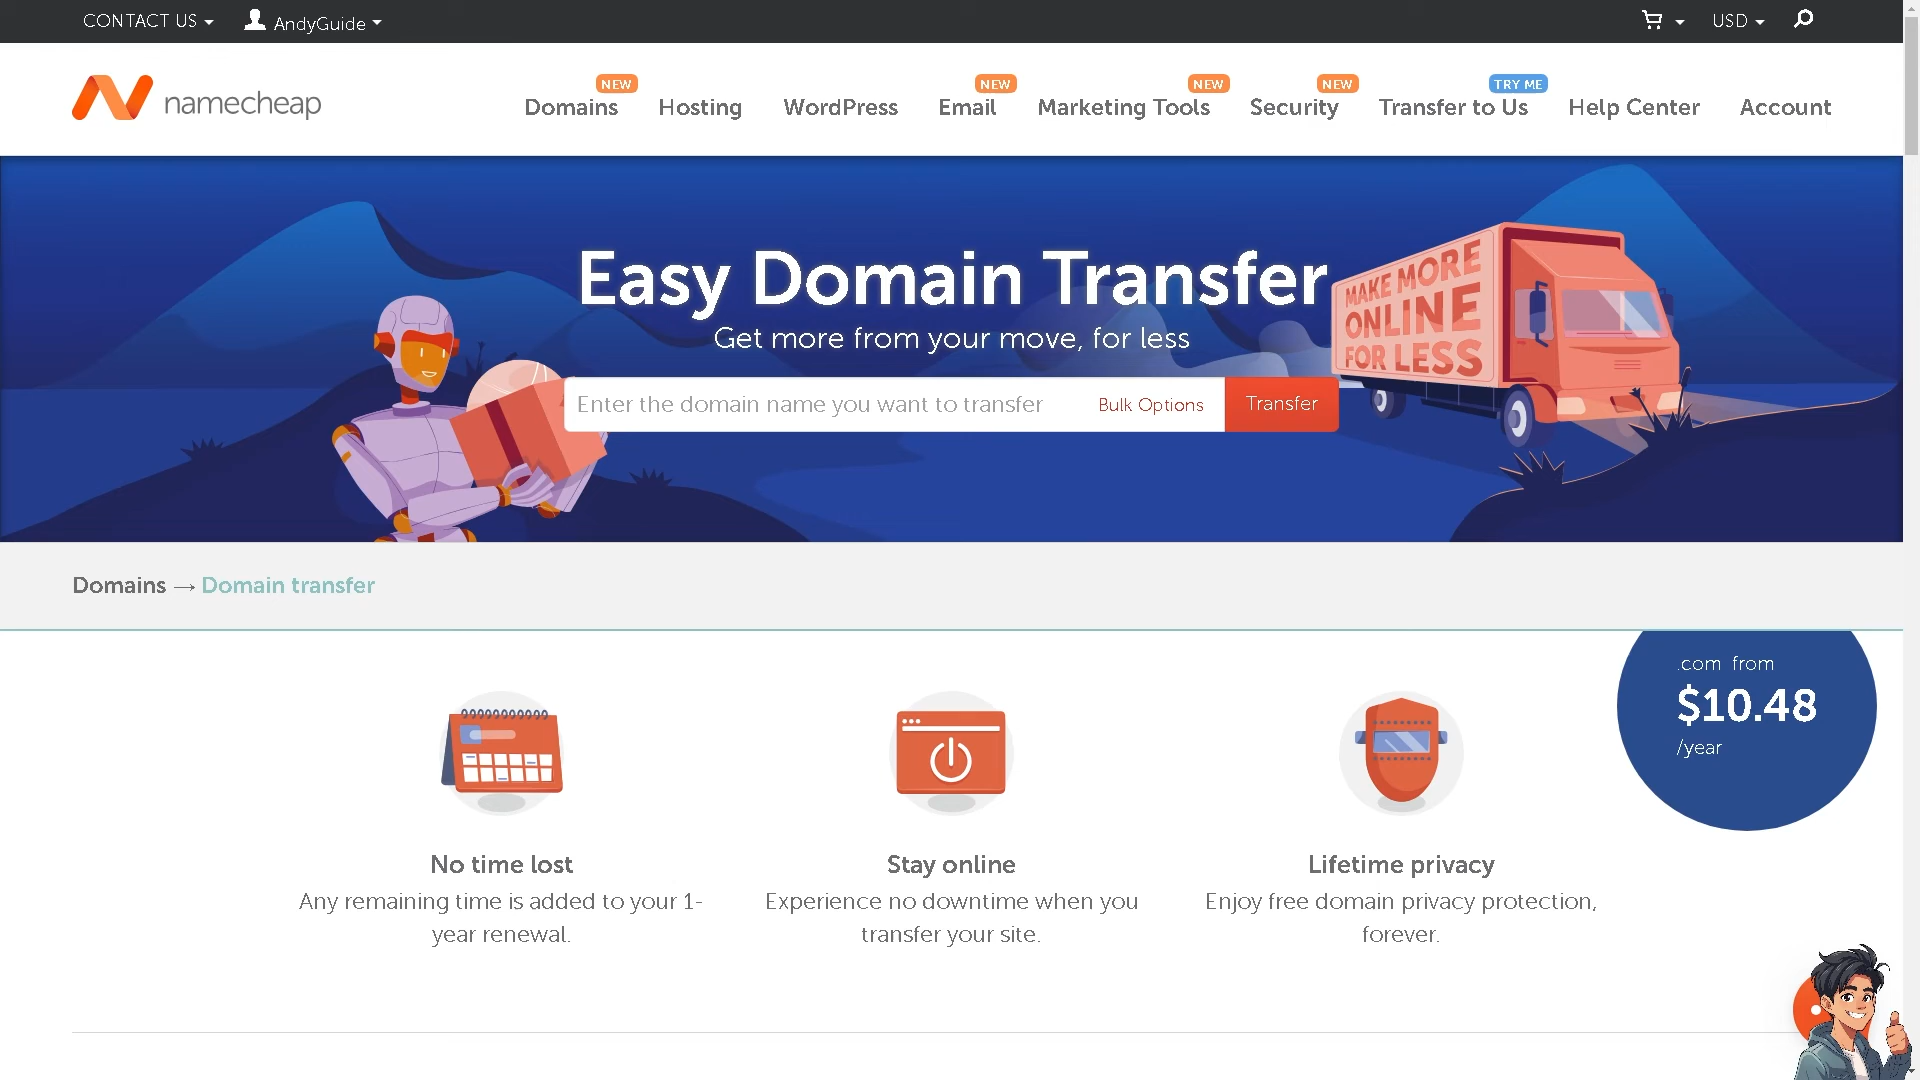 CONTACT US
AndyGuide
USD
namecheap
NEW
NEW
NEW
NEW
TRY ME
Domains
Hosting
WordPress
Email
Marketing Tools
Security
Transfer to Us
Help Center
Account
Easy Domain Transfer
Get more from your move, for less
MAKE MORE
ONLINE
FOR LESS
Enter the domain name you want to transfer
Bulk Options
Transfer
Domains → Domain transfer
.com from
$10.48
/year
No time lost
Any remaining time is added to your 1-
year renewal.
Stay online
Experience no downtime when you
transfer your site.
Lifetime privacy
Enjoy free domain privacy protection,
forever.